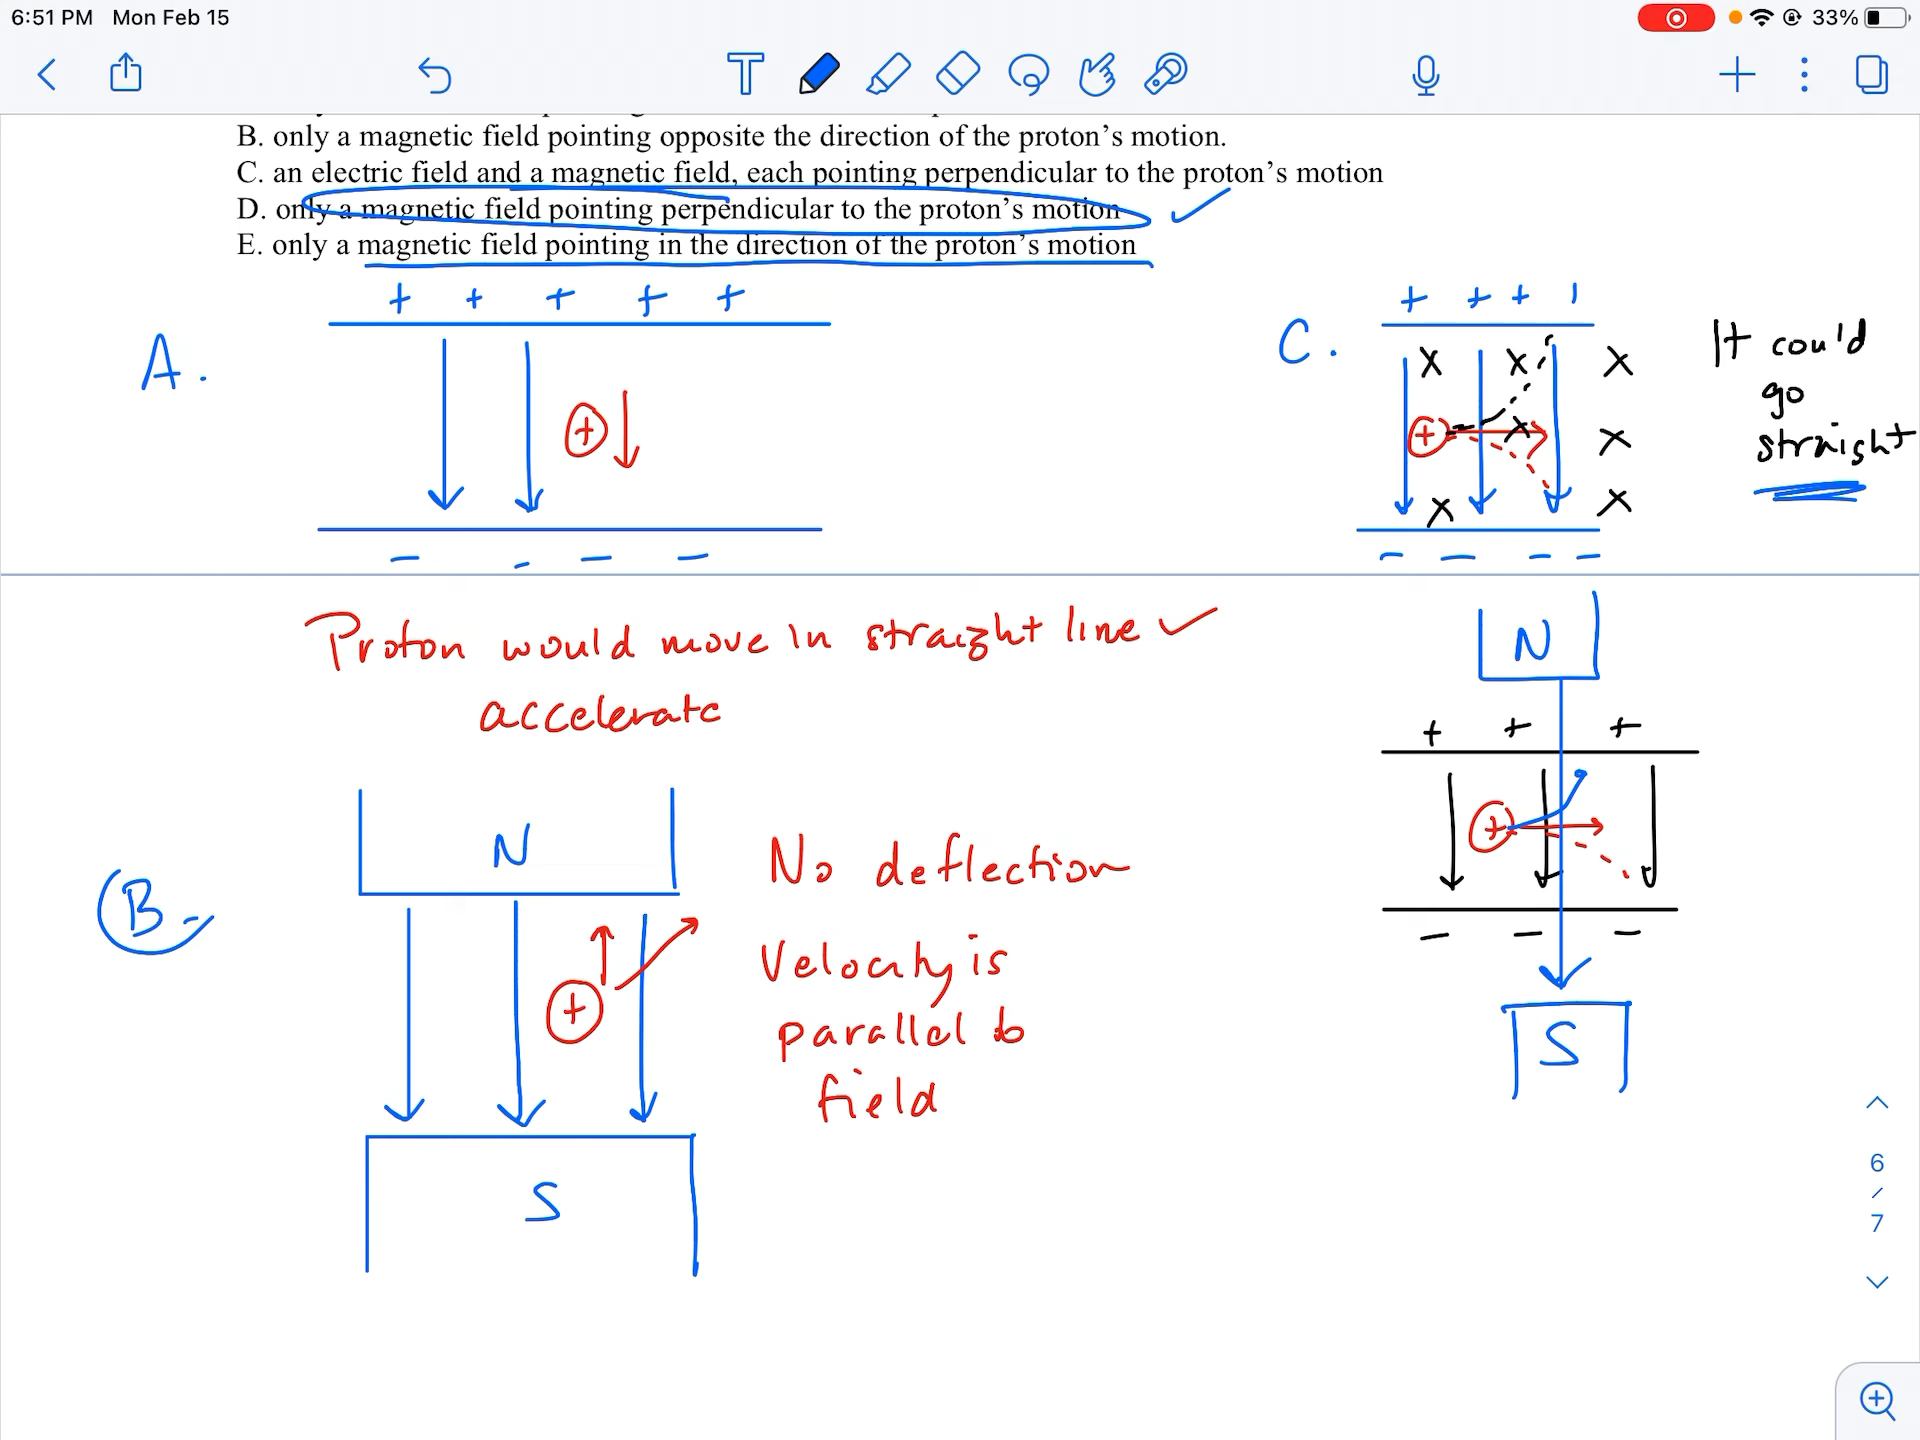 6:51 PM Mon Feb 15
33%
T
B. only a magnetic field pointing opposite the direction of the proton's motion.
C. an electric field and a magnetic field, each pointing perpendicular to the proton's motion
D. only a magnetic field pointing perpendicular to the proton's motion
E. only a magnetic field pointing in the direction of the proton's motion
+ + + + +
A.
+
- - - -
C.
+ + +
X X X
+ X X
X X
- - - -
It could
go
straight
Proton would move in straight line
accelerate
N
+ + +
+
- - -
S
B.
N
+
S
No deflection
Velocity is
parallel to
field
6
/
7